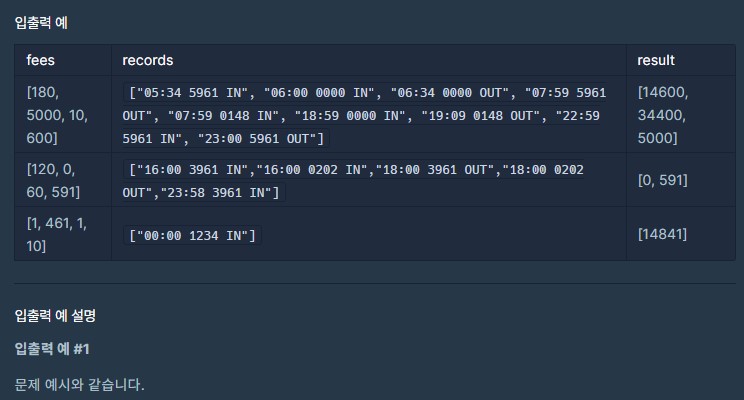 입출력 예
fees records result
[180, 5000, 10, 600] ["05:34 5961 IN", "06:00 0000 IN", "06:34 0000 OUT", "07:59 5961 OUT", "07:59 0148 IN", "18:59 0000 IN", "19:09 0148 OUT", "22:59 5961 IN", "23:00 5961 OUT"] [14600, 34400, 5000]
[120, 0, 60, 591] ["16:00 3961 IN","16:00 0202 IN","18:00 3961 OUT","18:00 0202 OUT","23:58 3961 IN"] [0, 591]
[1, 461, 1, 10] ["00:00 1234 IN"] [14841]
입출력 예 설명
입출력 예 #1
문제 예시와 같습니다.